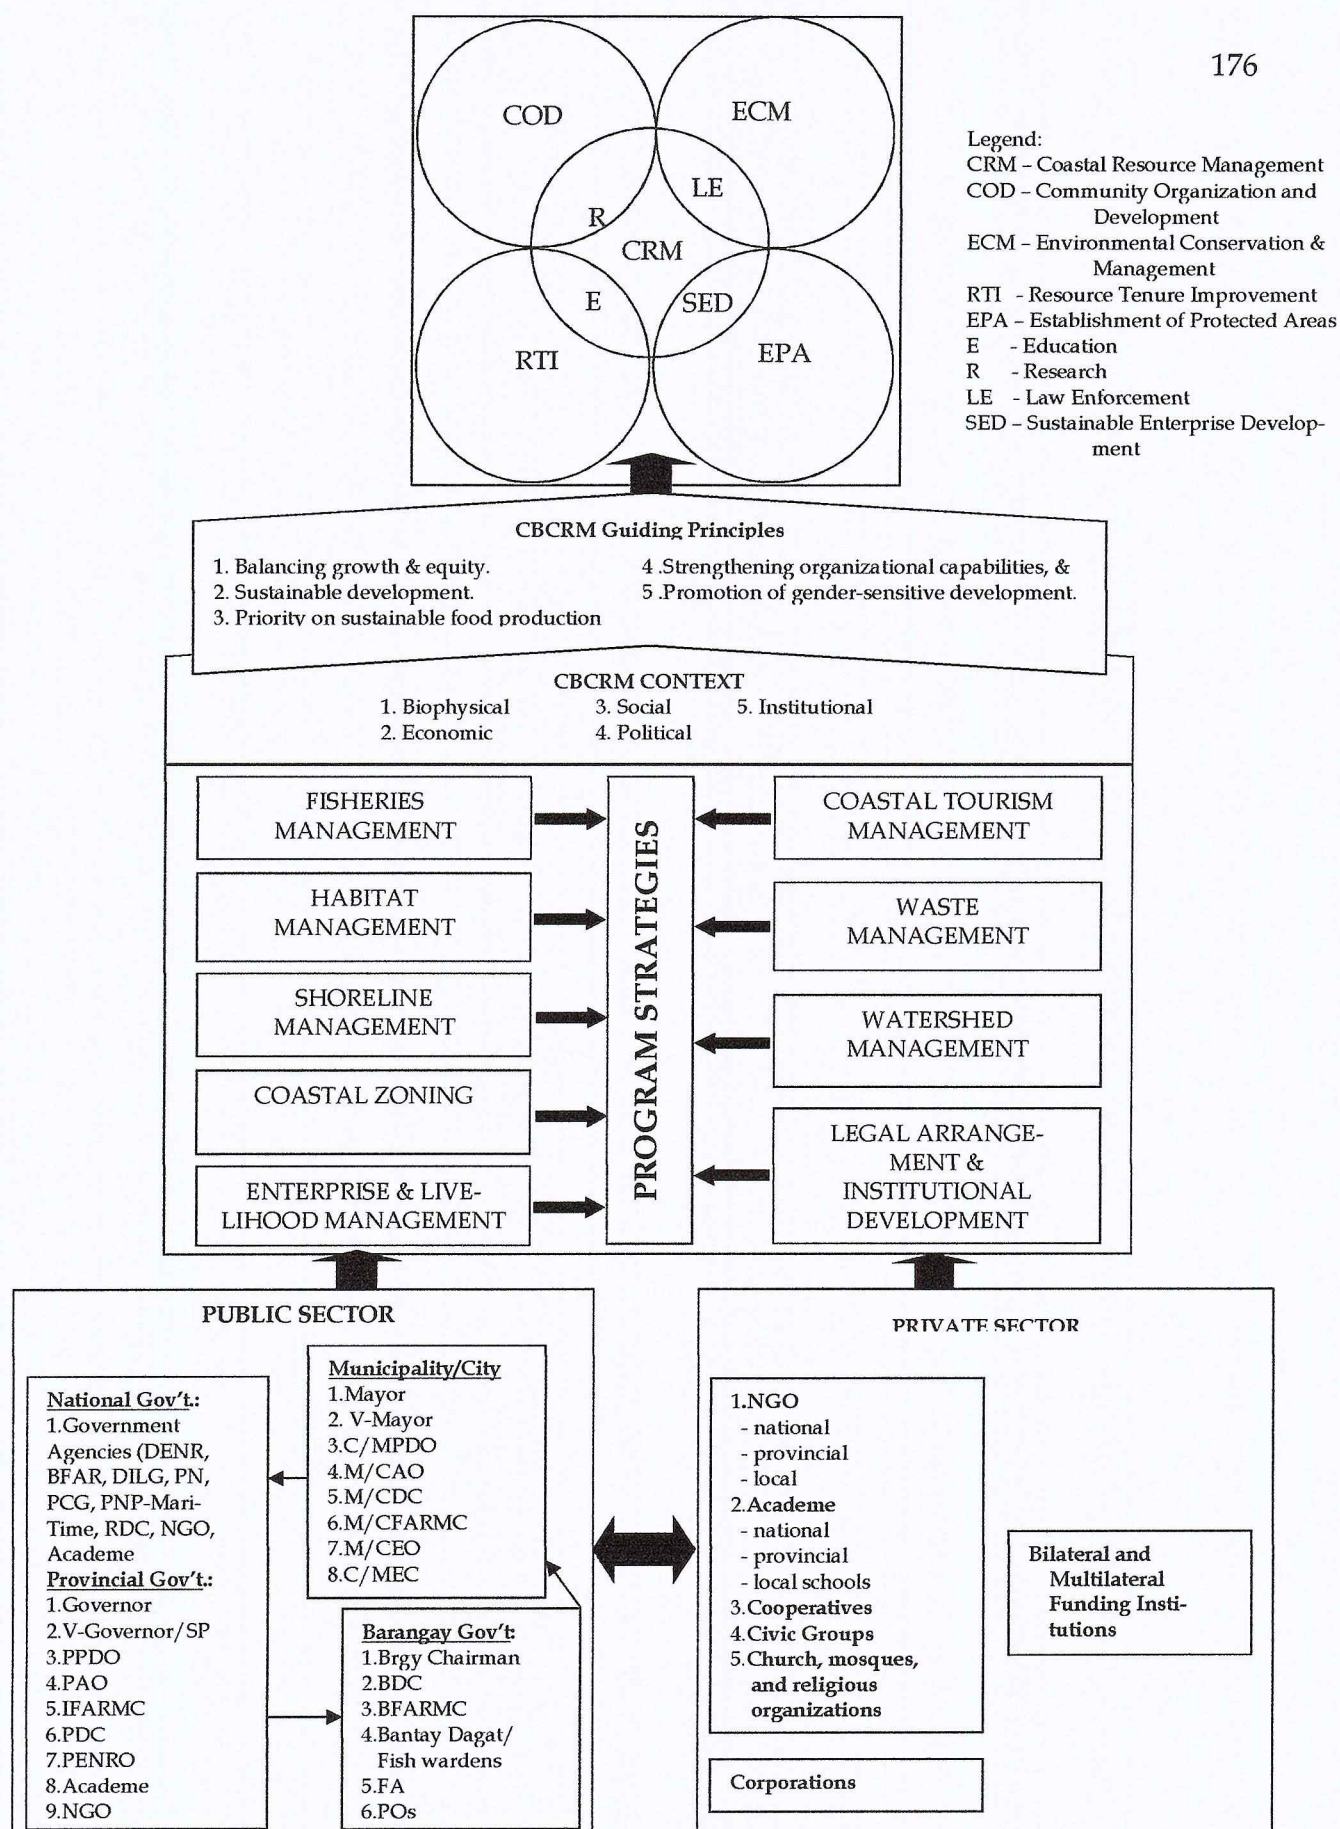 176
COD
ECM
LE
R
CRM
E
SED
RTI
EPA
Legend:
CRM – Coastal Resource Management
COD – Community Organization and
Development
ECM – Environmental Conservation &
Management
RTI - Resource Tenure Improvement
EPA – Establishment of Protected Areas
E - Education
R - Research
LE - Law Enforcement
SED – Sustainable Enterprise Develop-
ment
CBCRM Guiding Principles
1. Balancing growth & equity.
2. Sustainable development.
3. Priority on sustainable food production
4 .Strengthening organizational capabilities, &
5 .Promotion of gender-sensitive development.
CBCRM CONTEXT
1. Biophysical 3. Social 5. Institutional
2. Economic 4. Political
FISHERIES
MANAGEMENT
HABITAT
MANAGEMENT
SHORELINE
MANAGEMENT
COASTAL ZONING
ENTERPRISE & LIVE-
LIHOOD MANAGEMENT
PROGRAM STRATEGIES
COASTAL TOURISM
MANAGEMENT
WASTE
MANAGEMENT
WATERSHED
MANAGEMENT
LEGAL ARRANGE-
MENT &
INSTITUTIONAL
DEVELOPMENT
PUBLIC SECTOR
National Gov't.:
1.Government
Agencies (DENR,
BFAR, DILG, PN,
PCG, PNP-Mari-
Time, RDC, NGO,
Academe
Provincial Gov't.:
1.Governor
2.V-Governor/SP
3.PPDO
4.PAO
5.IFARMC
6.PDC
7.PENRO
8.Academe
9.NGO
Municipality/City
1.Mayor
2. V-Mayor
3.C/MPDO
4.M/CAO
5.M/CDC
6.M/CFARMC
7.M/CEO
8.C/MEC
Barangay Gov't:
1.Brgy Chairman
2.BDC
3.BFARMC
4.Bantay Dagat/
Fish wardens
5.FA
6.POs
PRIVATE SECTOR
1.NGO
- national
- provincial
- local
2.Academe
- national
- provincial
- local schools
3.Cooperatives
4.Civic Groups
5.Church, mosques,
and religious
organizations
Corporations
Bilateral and
Multilateral
Funding Insti-
tutions